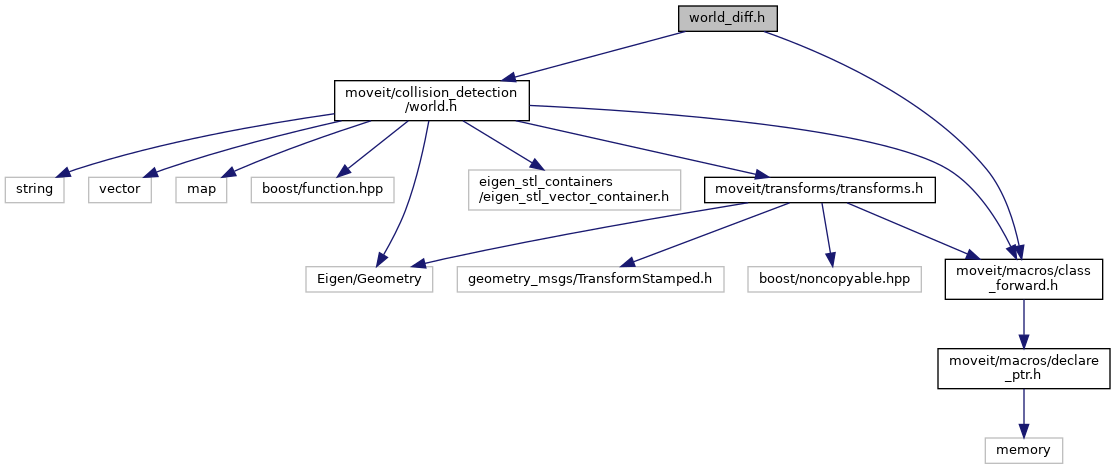 world_diff.h
moveit/collision_detection
/world.h
string
vector
map
boost/function.hpp
eigen_stl_containers
/eigen_stl_vector_container.h
moveit/transforms/transforms.h
Eigen/Geometry
geometry_msgs/TransformStamped.h
boost/noncopyable.hpp
moveit/macros/class
_forward.h
moveit/macros/declare
_ptr.h
memory